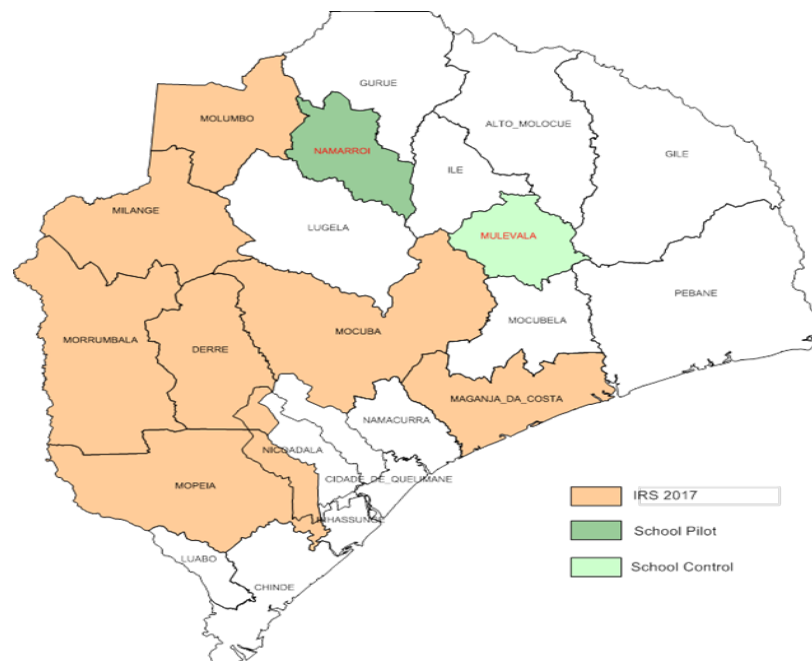 GURUE
MOLUMBO
ALTO_MOLOCUE
NAMARROI
GILE
ILE
MILANGE
LUGELA
MULEVALA
PEBANE
MOCUBELA
MORRUMBALA
DERRE
MOCUBA
MAGANJA_DA_COSTA
NAMACURRA
NICOADALA
CIDADE_DE_QUELIMANE
MOPEIA
INHASSUNGE
LUABO
CHINDE
IRS 2017
School Pilot
School Control